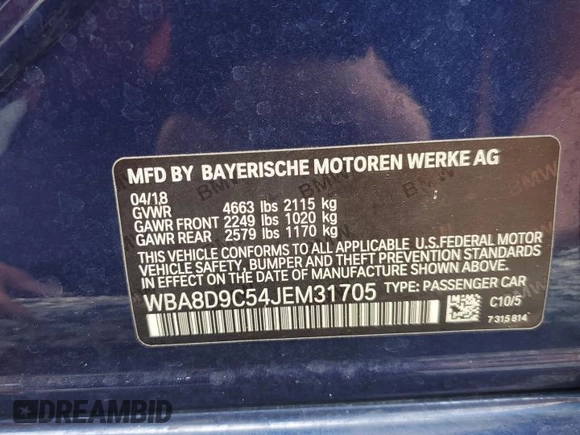 MFD BY BAYERISCHE MOTOREN WERKE AG
04/18
GVWR 4663 lbs 2115 kg
GAWR FRONT 2249 lbs 1020 kg
GAWR REAR 2579 lbs 1170 kg
THIS VEHICLE CONFORMS TO ALL APPLICABLE U.S.FEDERAL MOTOR
VEHICLE SAFETY, BUMPER AND THEFT PREVENTION STANDARDS
IN EFFECT ON THE DATE OF MANUFACTURE SHOWN ABOVE.
WBA8D9C54JEM31705 TYPE: PASSENGER CAR
C10/5
7315814
DREAMBID